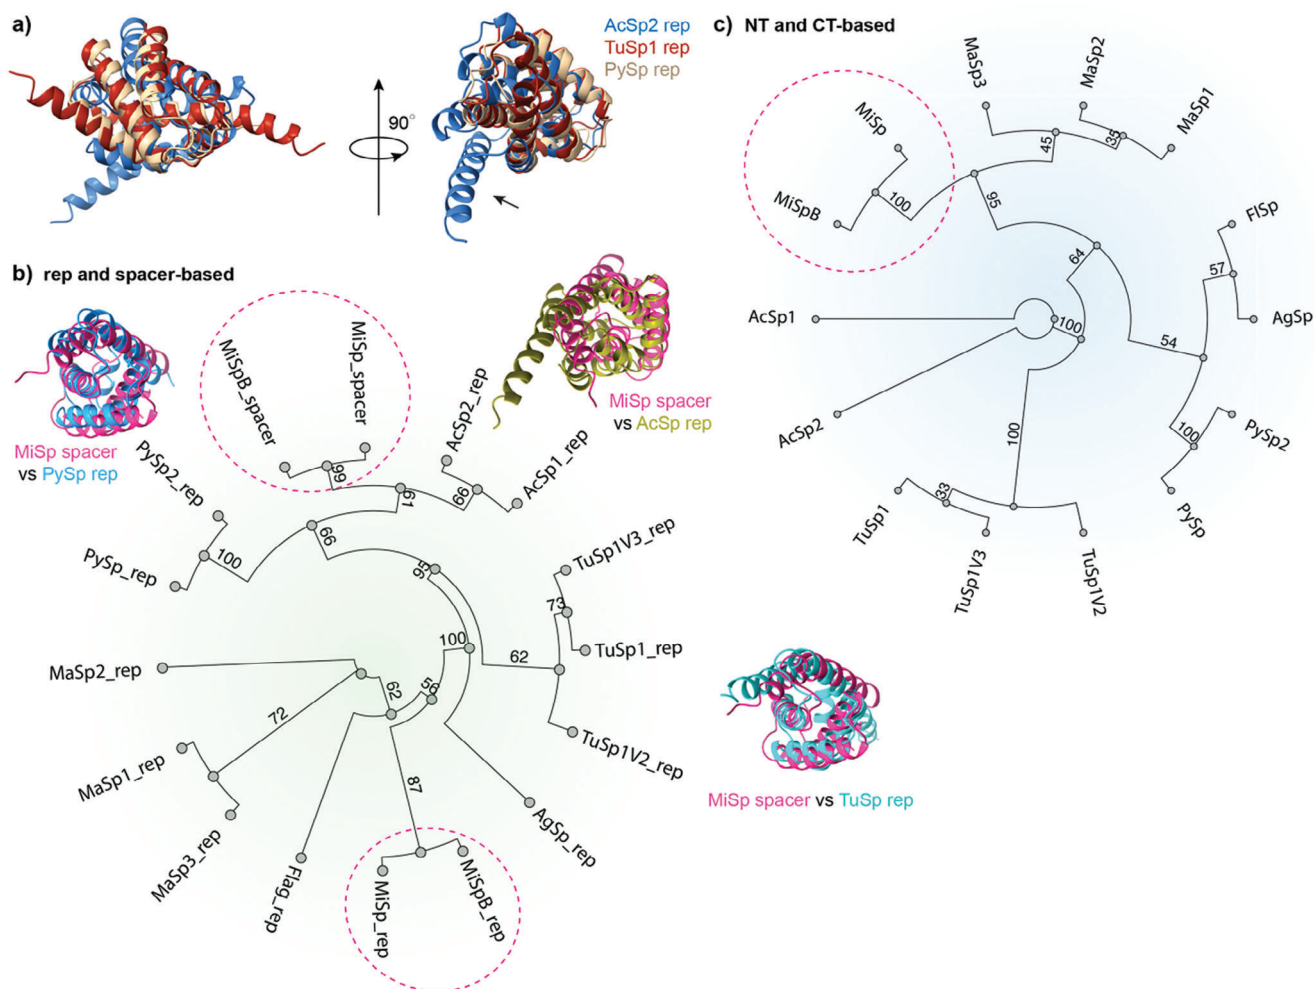 a)
AcSp2 rep
TuSp1 rep
PySp rep
90°
c) NT and CT-based
MaSp3
MaSp2
MaSp1
MiSp
MiSpB
45
35
100
95
64
FlSp
57
AgSp
AcSp1
100
54
AcSp2
100
PySp2
100
PySp
TuSp1
33
TuSp1V3
TuSp1V2
b) rep and spacer-based
MiSp spacer
vs PySp rep
MiSpB_spacer
MiSp_spacer
MiSp spacer
vs AcSp rep
AcSp2_rep
AcSp1_rep
99
61
99
66
PySp2_rep
PySp_rep
100
95
TuSp1V3_rep
73
TuSp1_rep
62
TuSp1V2_rep
100
56
62
MaSp2_rep
72
MaSp1_rep
MaSp3_rep
Flag_rep
87
MiSp_rep
MiSpB_rep
AgSp_rep
MiSp spacer vs TuSp rep